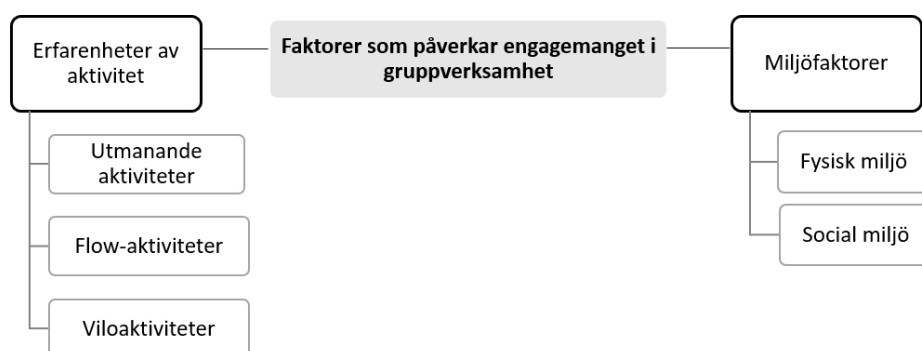 Faktorer som påverkar engagemanget i
gruppverksamhet
Erfarenheter av
aktivitet
Utmanande
aktiviteter
Flow-aktiviteter
Viloaktiviteter
Miljöfaktorer
Fysisk miljö
Social miljö